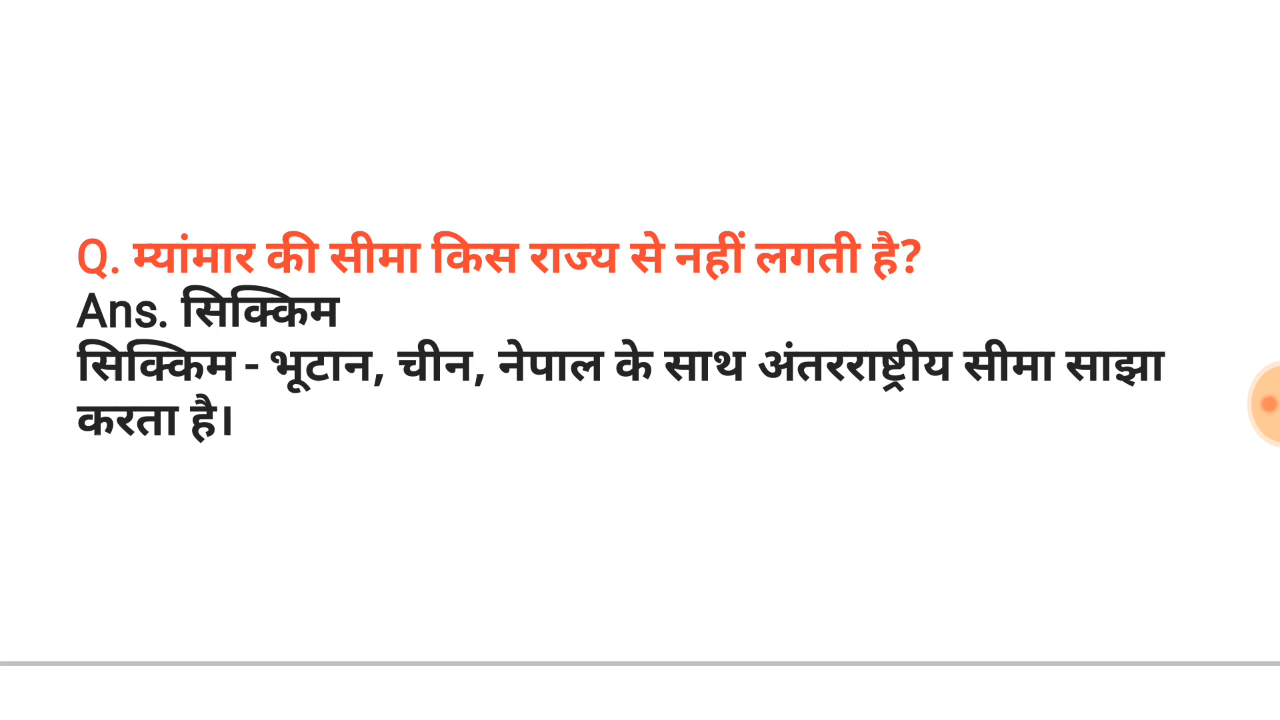 Q. म्यांमार की सीमा किस राज्य से नहीं लगती है?
Ans. सिक्किम
सिक्किम - भूटान, चीन, नेपाल के साथ अंतरराष्ट्रीय सीमा साझा
करता है।